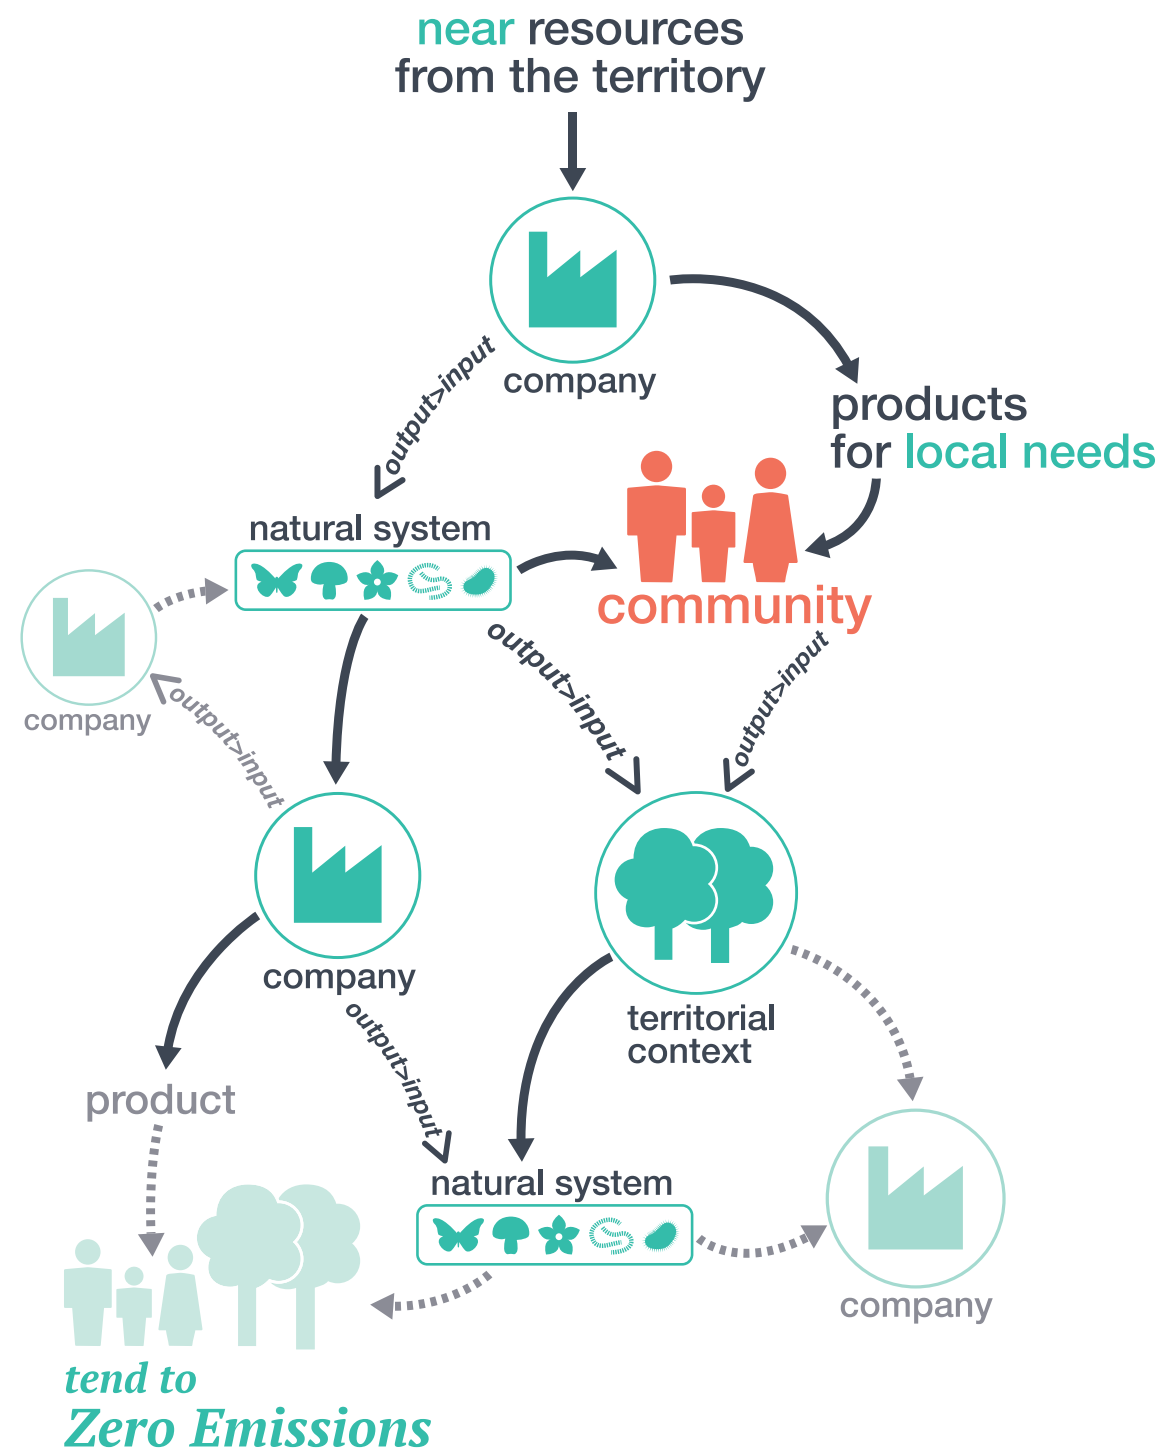 near resources
from the territory
company
output>input
products
for local needs
natural system
community
output>input
output>input
company
output>input
company
territorial
context
output>input
product
natural system
company
tend to
Zero Emissions